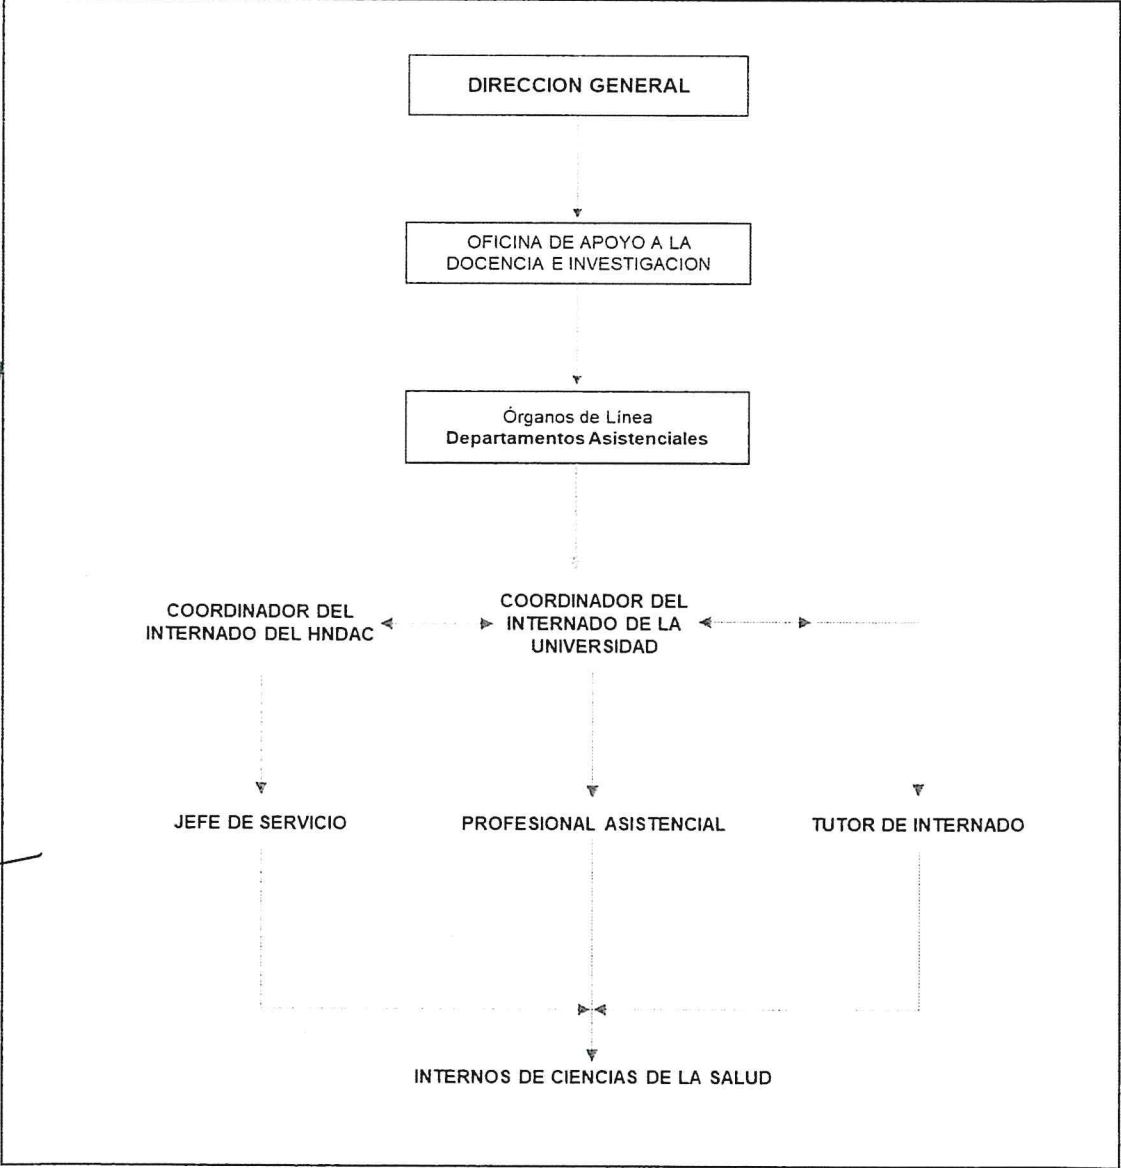 DIRECCION GENERAL
OFICINA DE APOYO A LA
DOCENCIA E INVESTIGACION
Órganos de Línea
Departamentos Asistenciales
COORDINADOR DEL
INTERNADO DEL HNDAC
COORDINADOR DEL
INTERNADO DE LA
UNIVERSIDAD
JEFE DE SERVICIO
PROFESIONAL ASISTENCIAL
TUTOR DE INTERNADO
INTERNOS DE CIENCIAS DE LA SALUD